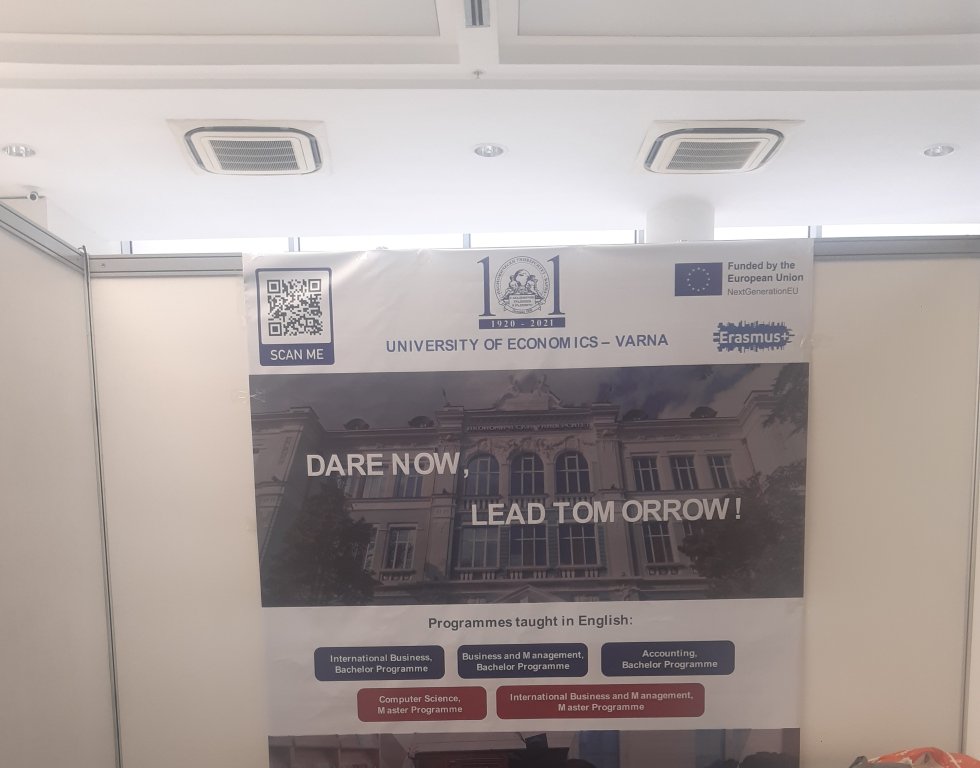 SCAN ME
1 1
1920 - 2021
UNIVERSITY OF ECONOMICS – VARNA
Funded by the
European Union
NextGenerationEU
Erasmus+
DARE NOW,
LEAD TOMORROW!
Programmes taught in English:
International Business,
Bachelor Programme
Business and Management,
Bachelor Programme
Accounting,
Bachelor Programme
Computer Science,
Master Programme
International Business and Management,
Master Programme